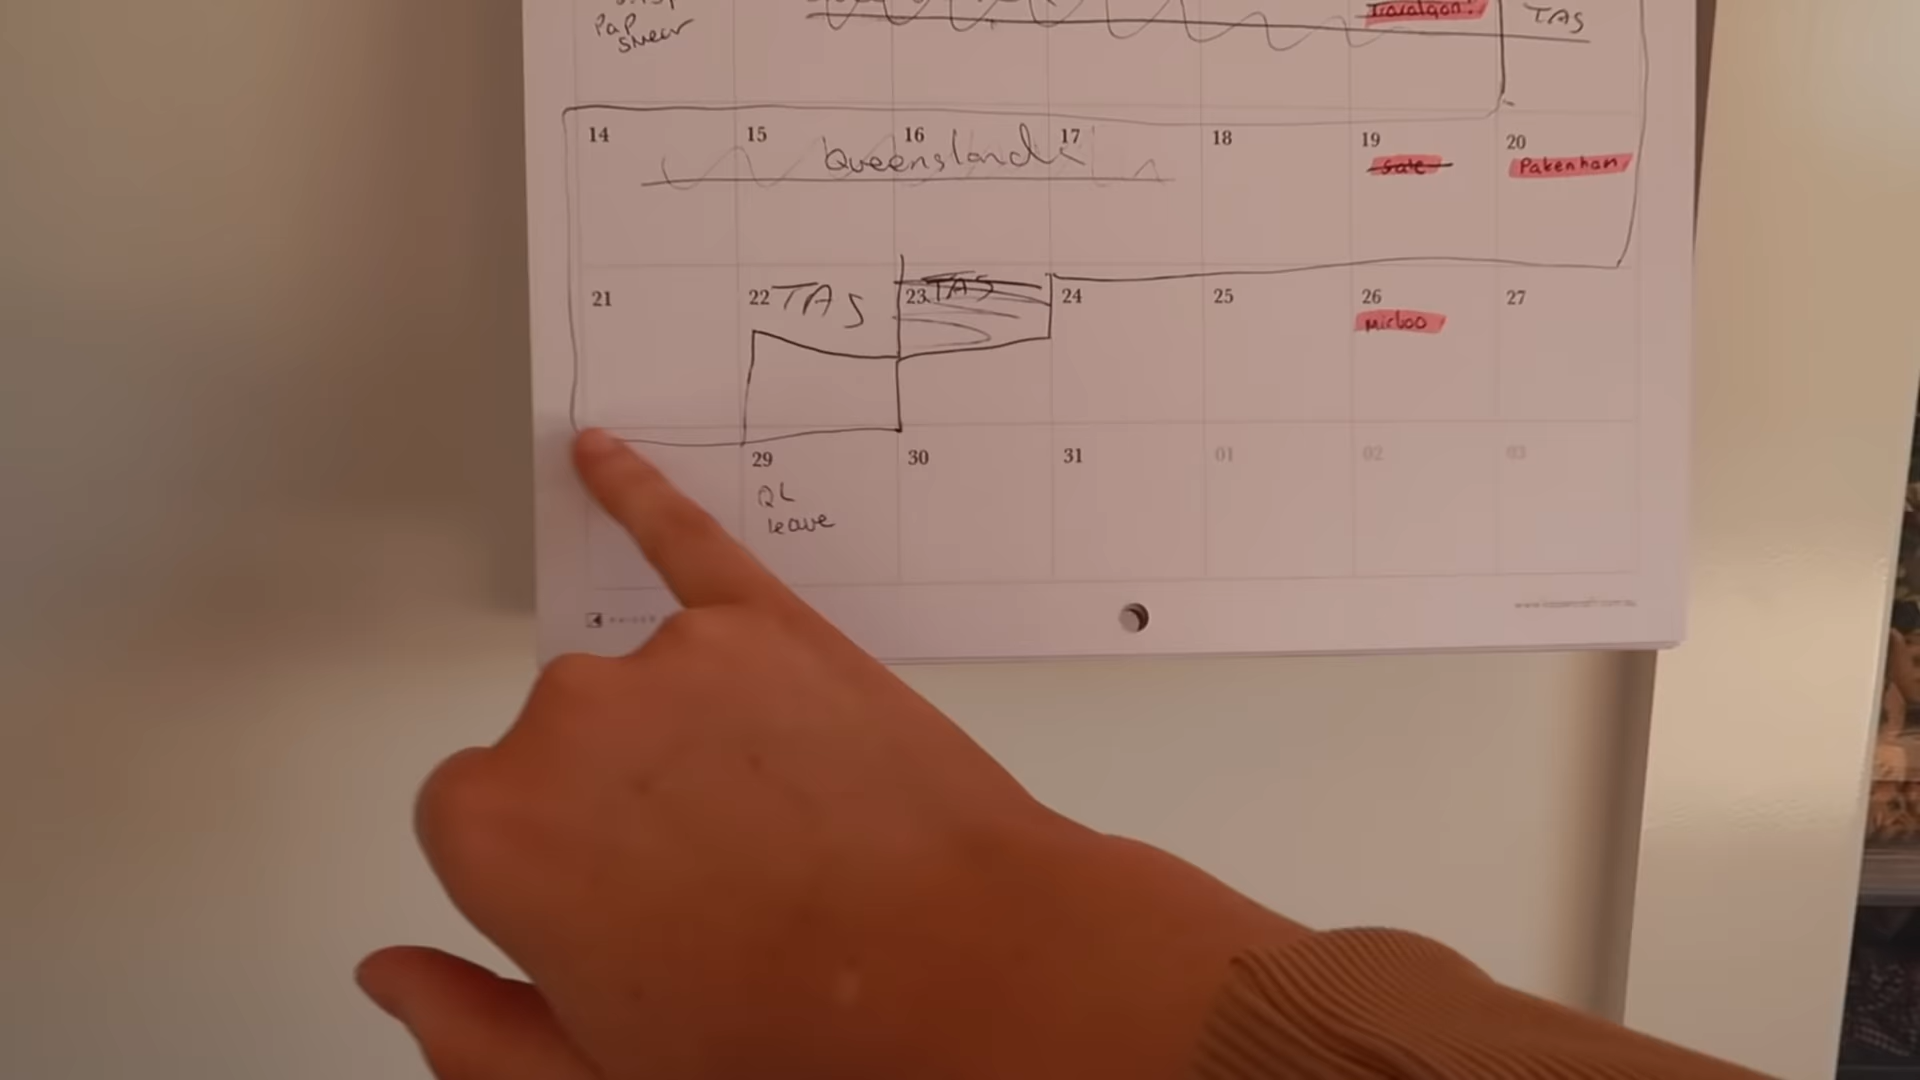 Pap
smear
Traralgon!
TAS
14
15
16
17
18
19
20
Queensland
Sale
Pakenham
21
22 TAS
23 TAS
24
25
26
27
mirboo
29
30
31
01
02
03
QL
leave